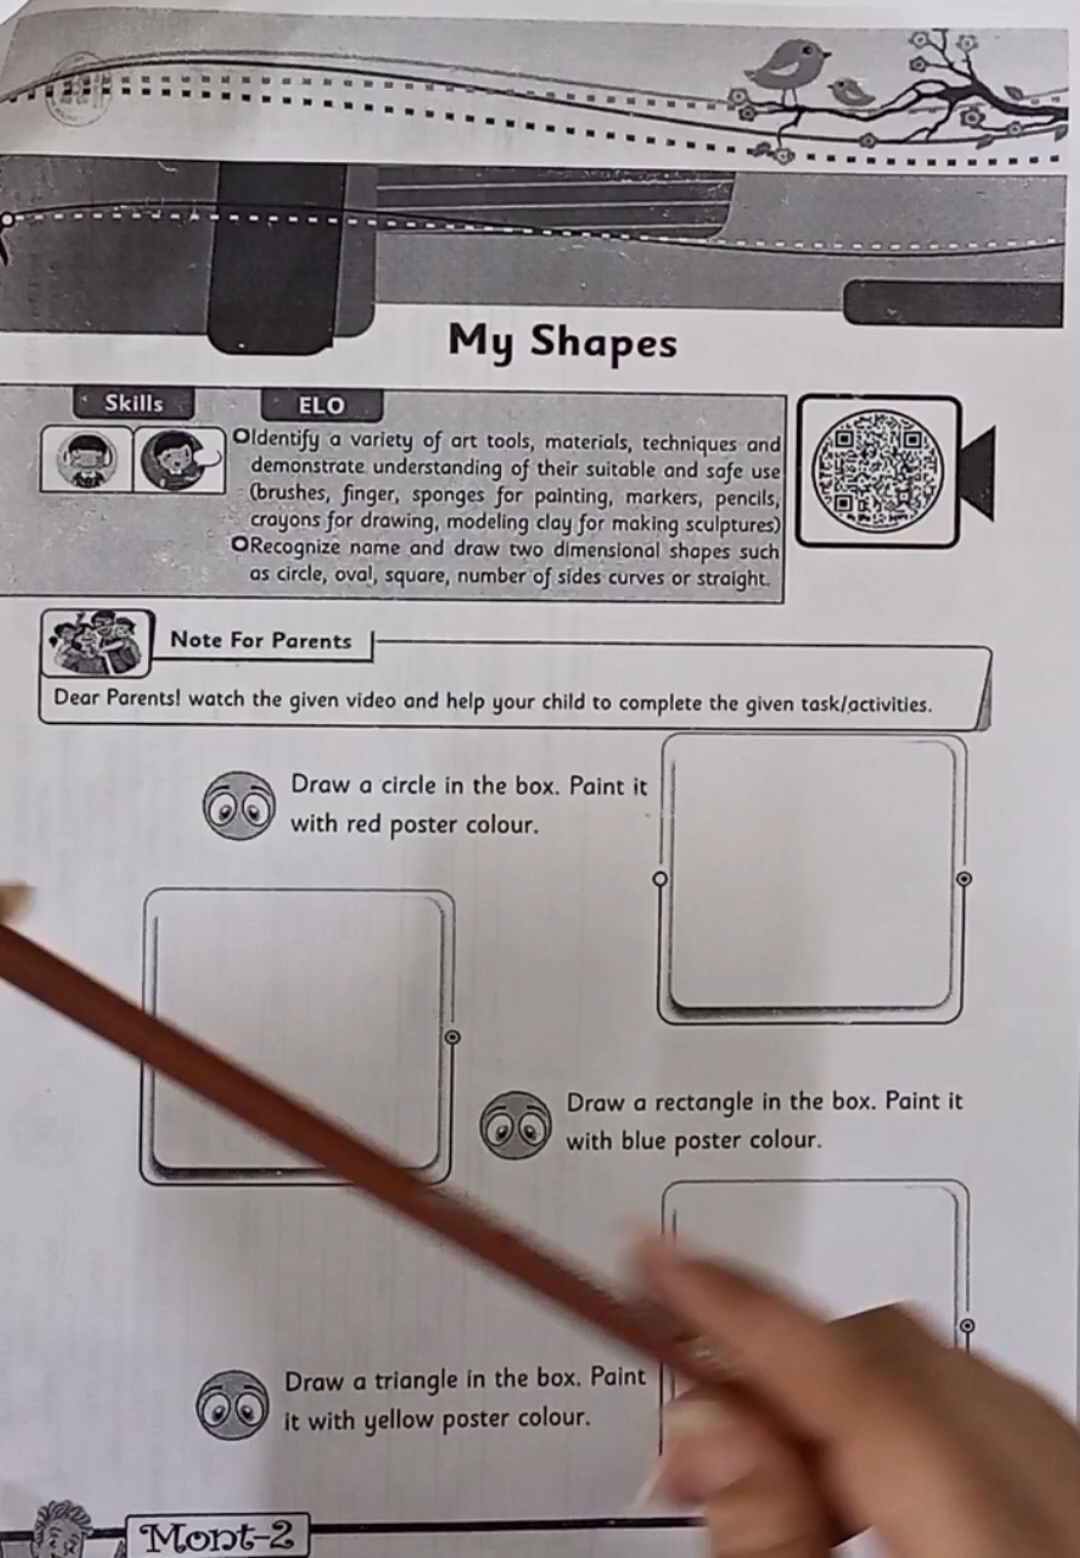 My Shapes
Skills
ELO
Identify a variety of art tools, materials, techniques and
demonstrate understanding of their suitable and safe use
(brushes, finger, sponges for painting, markers, pencils,
crayons for drawing, modeling clay for making sculptures)
Recognize name and draw two dimensional shapes such
as circle, oval, square, number of sides curves or straight.
Note For Parents
Dear Parents! watch the given video and help your child to complete the given task/activities.
Draw a circle in the box. Paint it
with red poster colour.
Draw a rectangle in the box. Paint it
with blue poster colour.
Draw a triangle in the box. Paint
it with yellow poster colour.
Mont-2